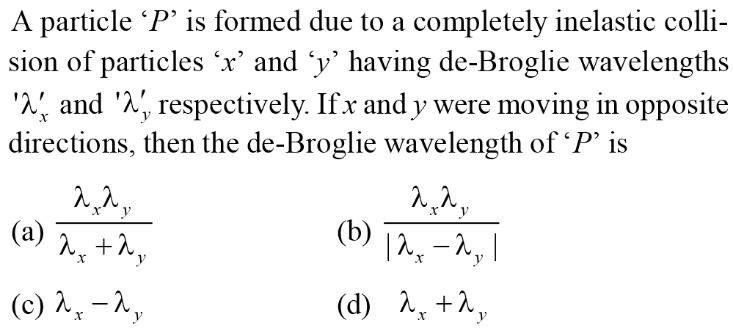 A particle ‘P’ is formed due to a completely inelastic colli-
sion of particles ‘x’ and ‘y’ having de-Broglie wavelengths
'λ'x and 'λ'y respectively. If x and y were moving in opposite
directions, then the de-Broglie wavelength of ‘P’ is
(a) λxλy / λx + λy (b) λxλy / |λx − λy|
(c) λx − λy (d) λx + λy